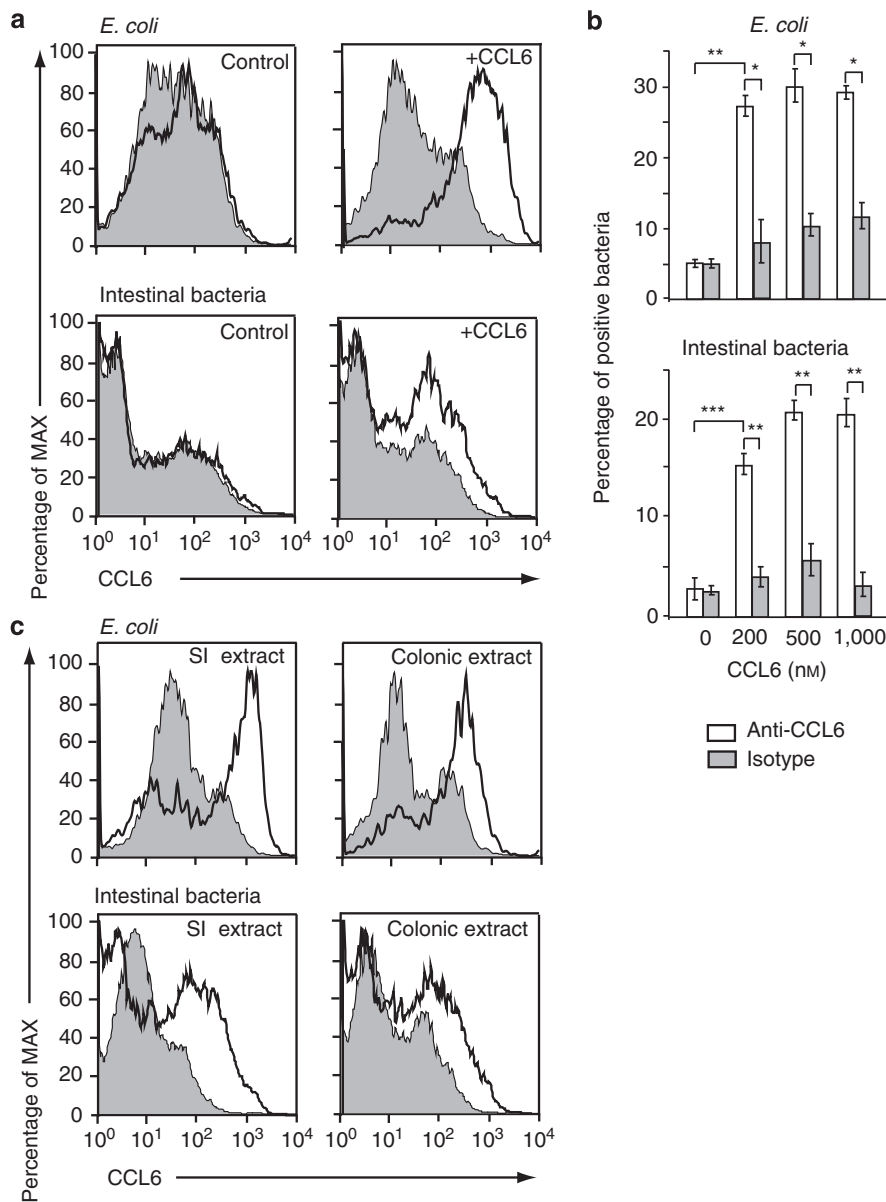 a
E. coli
Control
+CCL6
100
80
60
40
20
0
Intestinal bacteria
Control
+CCL6
100
80
60
40
20
0
10⁰ 10¹ 10² 10³ 10⁴
10⁰ 10¹ 10² 10³ 10⁴
Percentage of MAX
CCL6
b
E. coli
**
*
*
*
30
20
10
0
Intestinal bacteria
***
**
**
**
20
10
0
Percentage of positive bacteria
0 200 500 1,000
CCL6 (nM)
Anti-CCL6
Isotype
c
E. coli
SI extract
Colonic extract
100
80
60
40
20
0
Intestinal bacteria
SI extract
Colonic extract
100
80
60
40
20
0
10⁰ 10¹ 10² 10³ 10⁴
10⁰ 10¹ 10² 10³ 10⁴
Percentage of MAX
CCL6